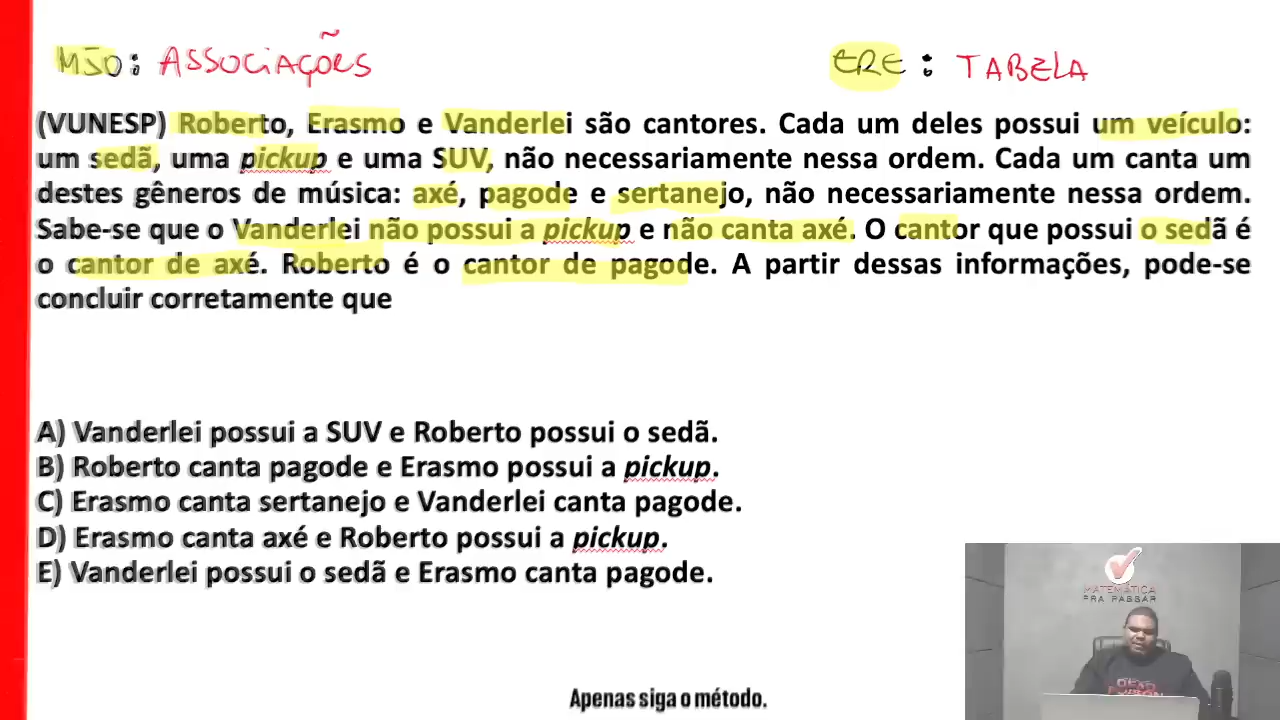 MJO: ASSOCIAÇÕES
ERE: TABELA
(VUNESP) Roberto, Erasmo e Vanderlei são cantores. Cada um deles possui um veículo:
um sedã, uma pickup e uma SUV, não necessariamente nessa ordem. Cada um canta um
destes gêneros de música: axé, pagode e sertanejo, não necessariamente nessa ordem.
Sabe-se que o Vanderlei não possui a pickup e não canta axé. O cantor que possui o sedã é
o cantor de axé. Roberto é o cantor de pagode. A partir dessas informações, pode-se
concluir corretamente que
A) Vanderlei possui a SUV e Roberto possui o sedã.
B) Roberto canta pagode e Erasmo possui a pickup.
C) Erasmo canta sertanejo e Vanderlei canta pagode.
D) Erasmo canta axé e Roberto possui a pickup.
E) Vanderlei possui o sedã e Erasmo canta pagode.
MATEMÁTICA
PRA PASSAR
Apenas siga o método.